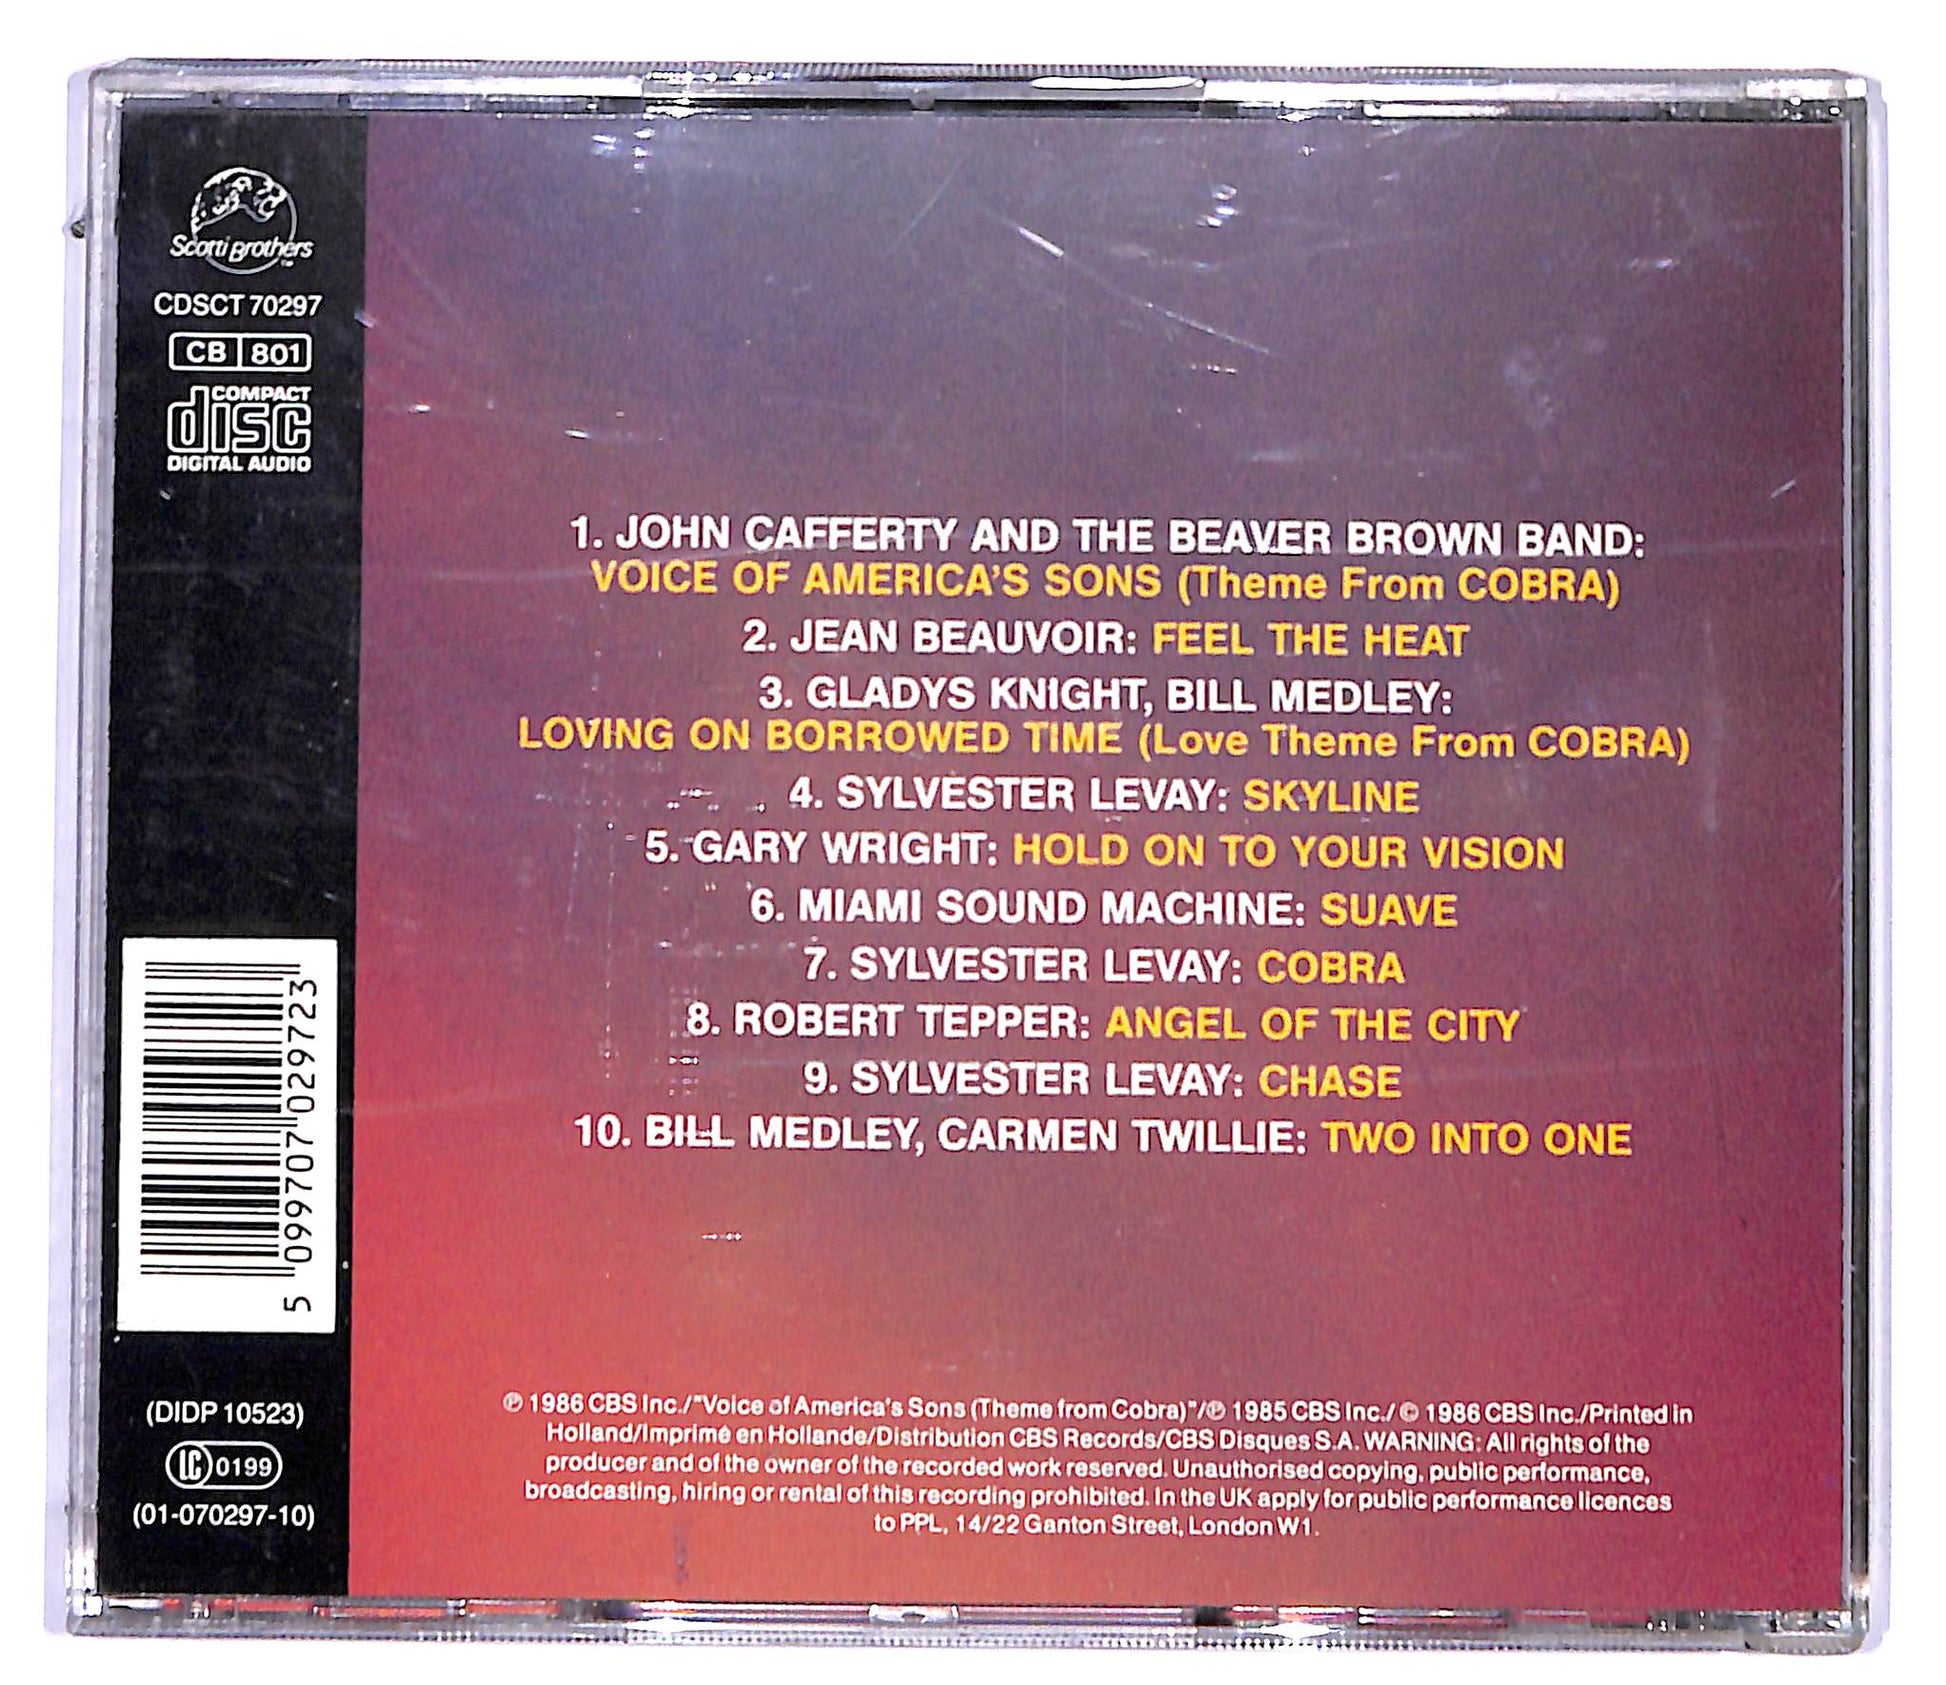 Scotti Brothers
CDSCT 70297
CB 801
COMPACT
disc
DIGITAL AUDIO
1. JOHN CAFFERTY AND THE BEAVER BROWN BAND:
VOICE OF AMERICA'S SONS (Theme From COBRA)
2. JEAN BEAUVOIR: FEEL THE HEAT
3. GLADYS KNIGHT, BILL MEDLEY:
LOVING ON BORROWED TIME (Love Theme From COBRA)
4. SYLVESTER LEVAY: SKYLINE
5. GARY WRIGHT: HOLD ON TO YOUR VISION
6. MIAMI SOUND MACHINE: SUAVE
7. SYLVESTER LEVAY: COBRA
8. ROBERT TEPPER: ANGEL OF THE CITY
9. SYLVESTER LEVAY: CHASE
10. BILL MEDLEY, CARMEN TWILLIE: TWO INTO ONE
5 099707 029723
(DIDP 10523)
LC 0199
(01-070297-10)
℗ 1986 CBS Inc./"Voice of America's Sons (Theme from Cobra)"/℗ 1985 CBS Inc./ © 1986 CBS Inc./Printed in
Holland/Imprimé en Hollande/Distribution CBS Records/CBS Disques S.A. WARNING: All rights of the
producer and of the owner of the recorded work reserved. Unauthorised copying, public performance,
broadcasting, hiring or rental of this recording prohibited. In the UK apply for public performance licences
to PPL, 14/22 Ganton Street, London W1.